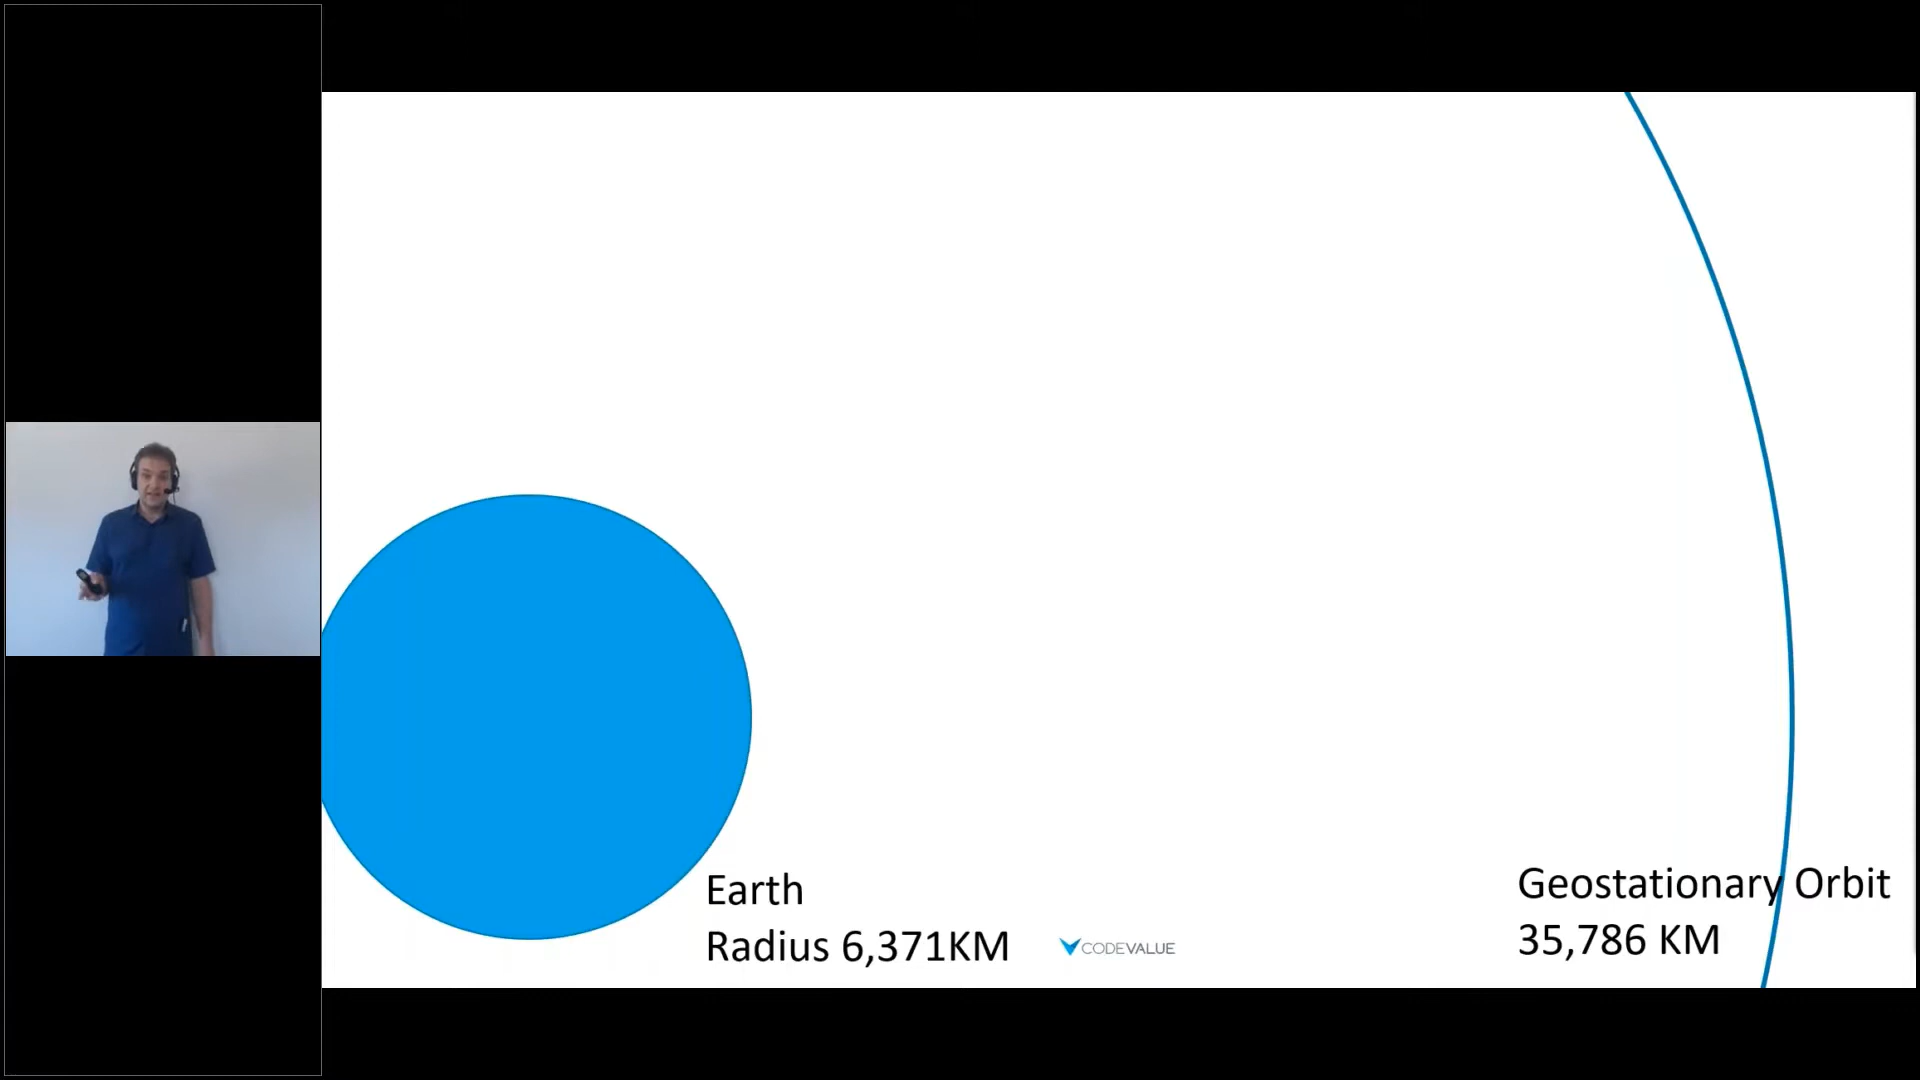 Earth
Radius 6,371KM
CODEVALUE
Geostationary Orbit
35,786 KM